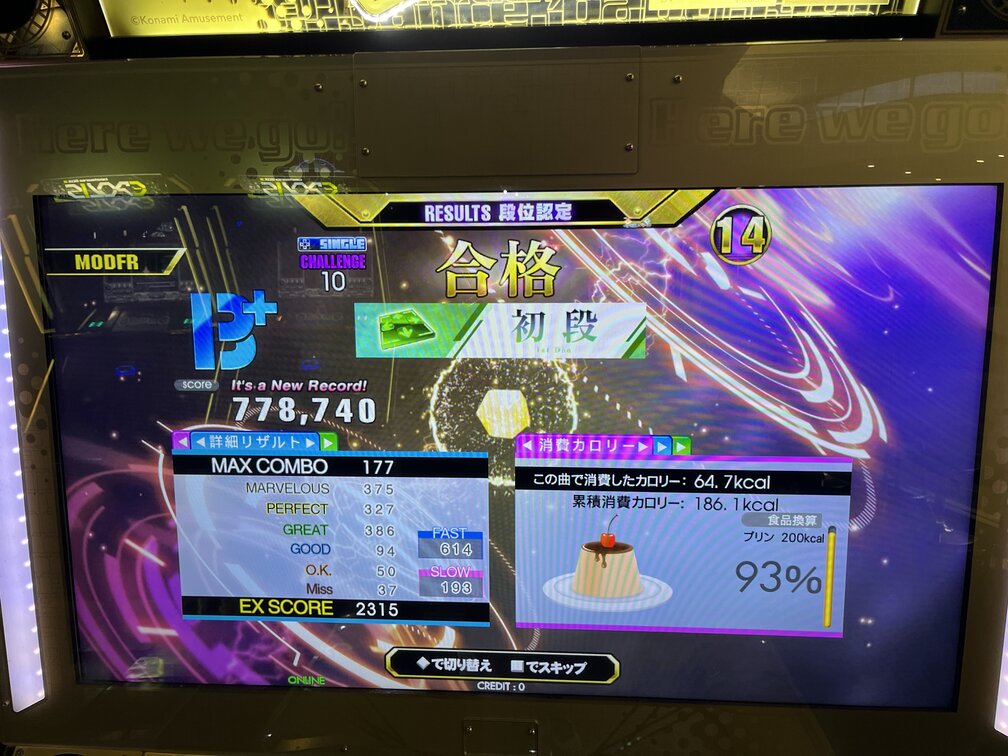 ©Konami Amusement
Here we go!
Here we go
RESULTS 段位認定
14
MODFR
SINGLE
CHALLENGE
10
合格
初段
1st Dan
B+
score
It's a New Record!
778,740
詳細リザルト
MAX COMBO 177
MARVELOUS 375
PERFECT 327
GREAT 386
GOOD 94
O.K. 50
Miss 37
FAST
614
SLOW
193
EX SCORE 2315
消費カロリー
この曲で消費したカロリー: 64.7kcal
累積消費カロリー: 186.1kcal
食品換算
プリン 200kcal
93%
◆で切り替え ■でスキップ
ONLINE
CREDIT : 0